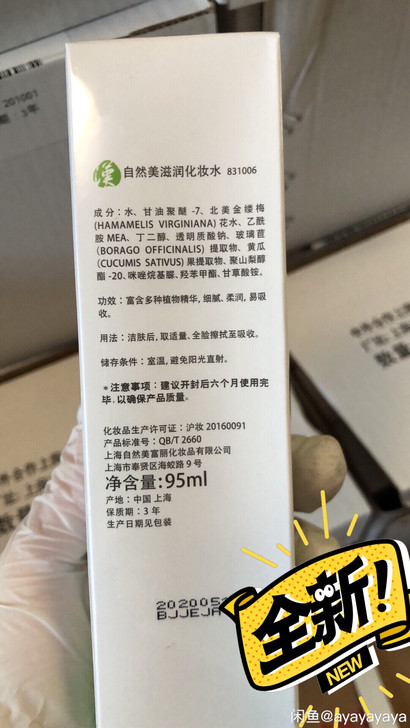 201001
: 3年
自然美滋润化妆水 831006
成分：水、甘油聚醚-7、北美金缕梅
(HAMAMELIS VIRGINIANA) 花水、乙酰
胺MEA、丁二醇、透明质酸钠、玻璃苣
(BORAGO OFFICINALIS) 提取物、黄瓜
(CUCUMIS SATIVUS) 果提取物、聚山梨醇
酯-20、咪唑烷基脲、羟苯甲酯、甘草酸铵。
功效：富含多种植物精华, 细腻、柔润, 易吸
收。
用法：洁肤后, 取适量、全脸擦拭至吸收。
储存条件：室温, 避免阳光直射。
*注意事项：建议开封后六个月使用完
毕, 以确保产品质量。
化妆品生产许可证：沪妆 20160091
产品标准号：QB/T 2660
上海自然美富丽化妆品有限公司
上海市奉贤区海蛟路 9 号
净含量:95ml
产地：中国 上海
保质期：3 年
生产日期见包装
202005
BJJEJA
全新!
NEW
闲鱼@ayayayaya